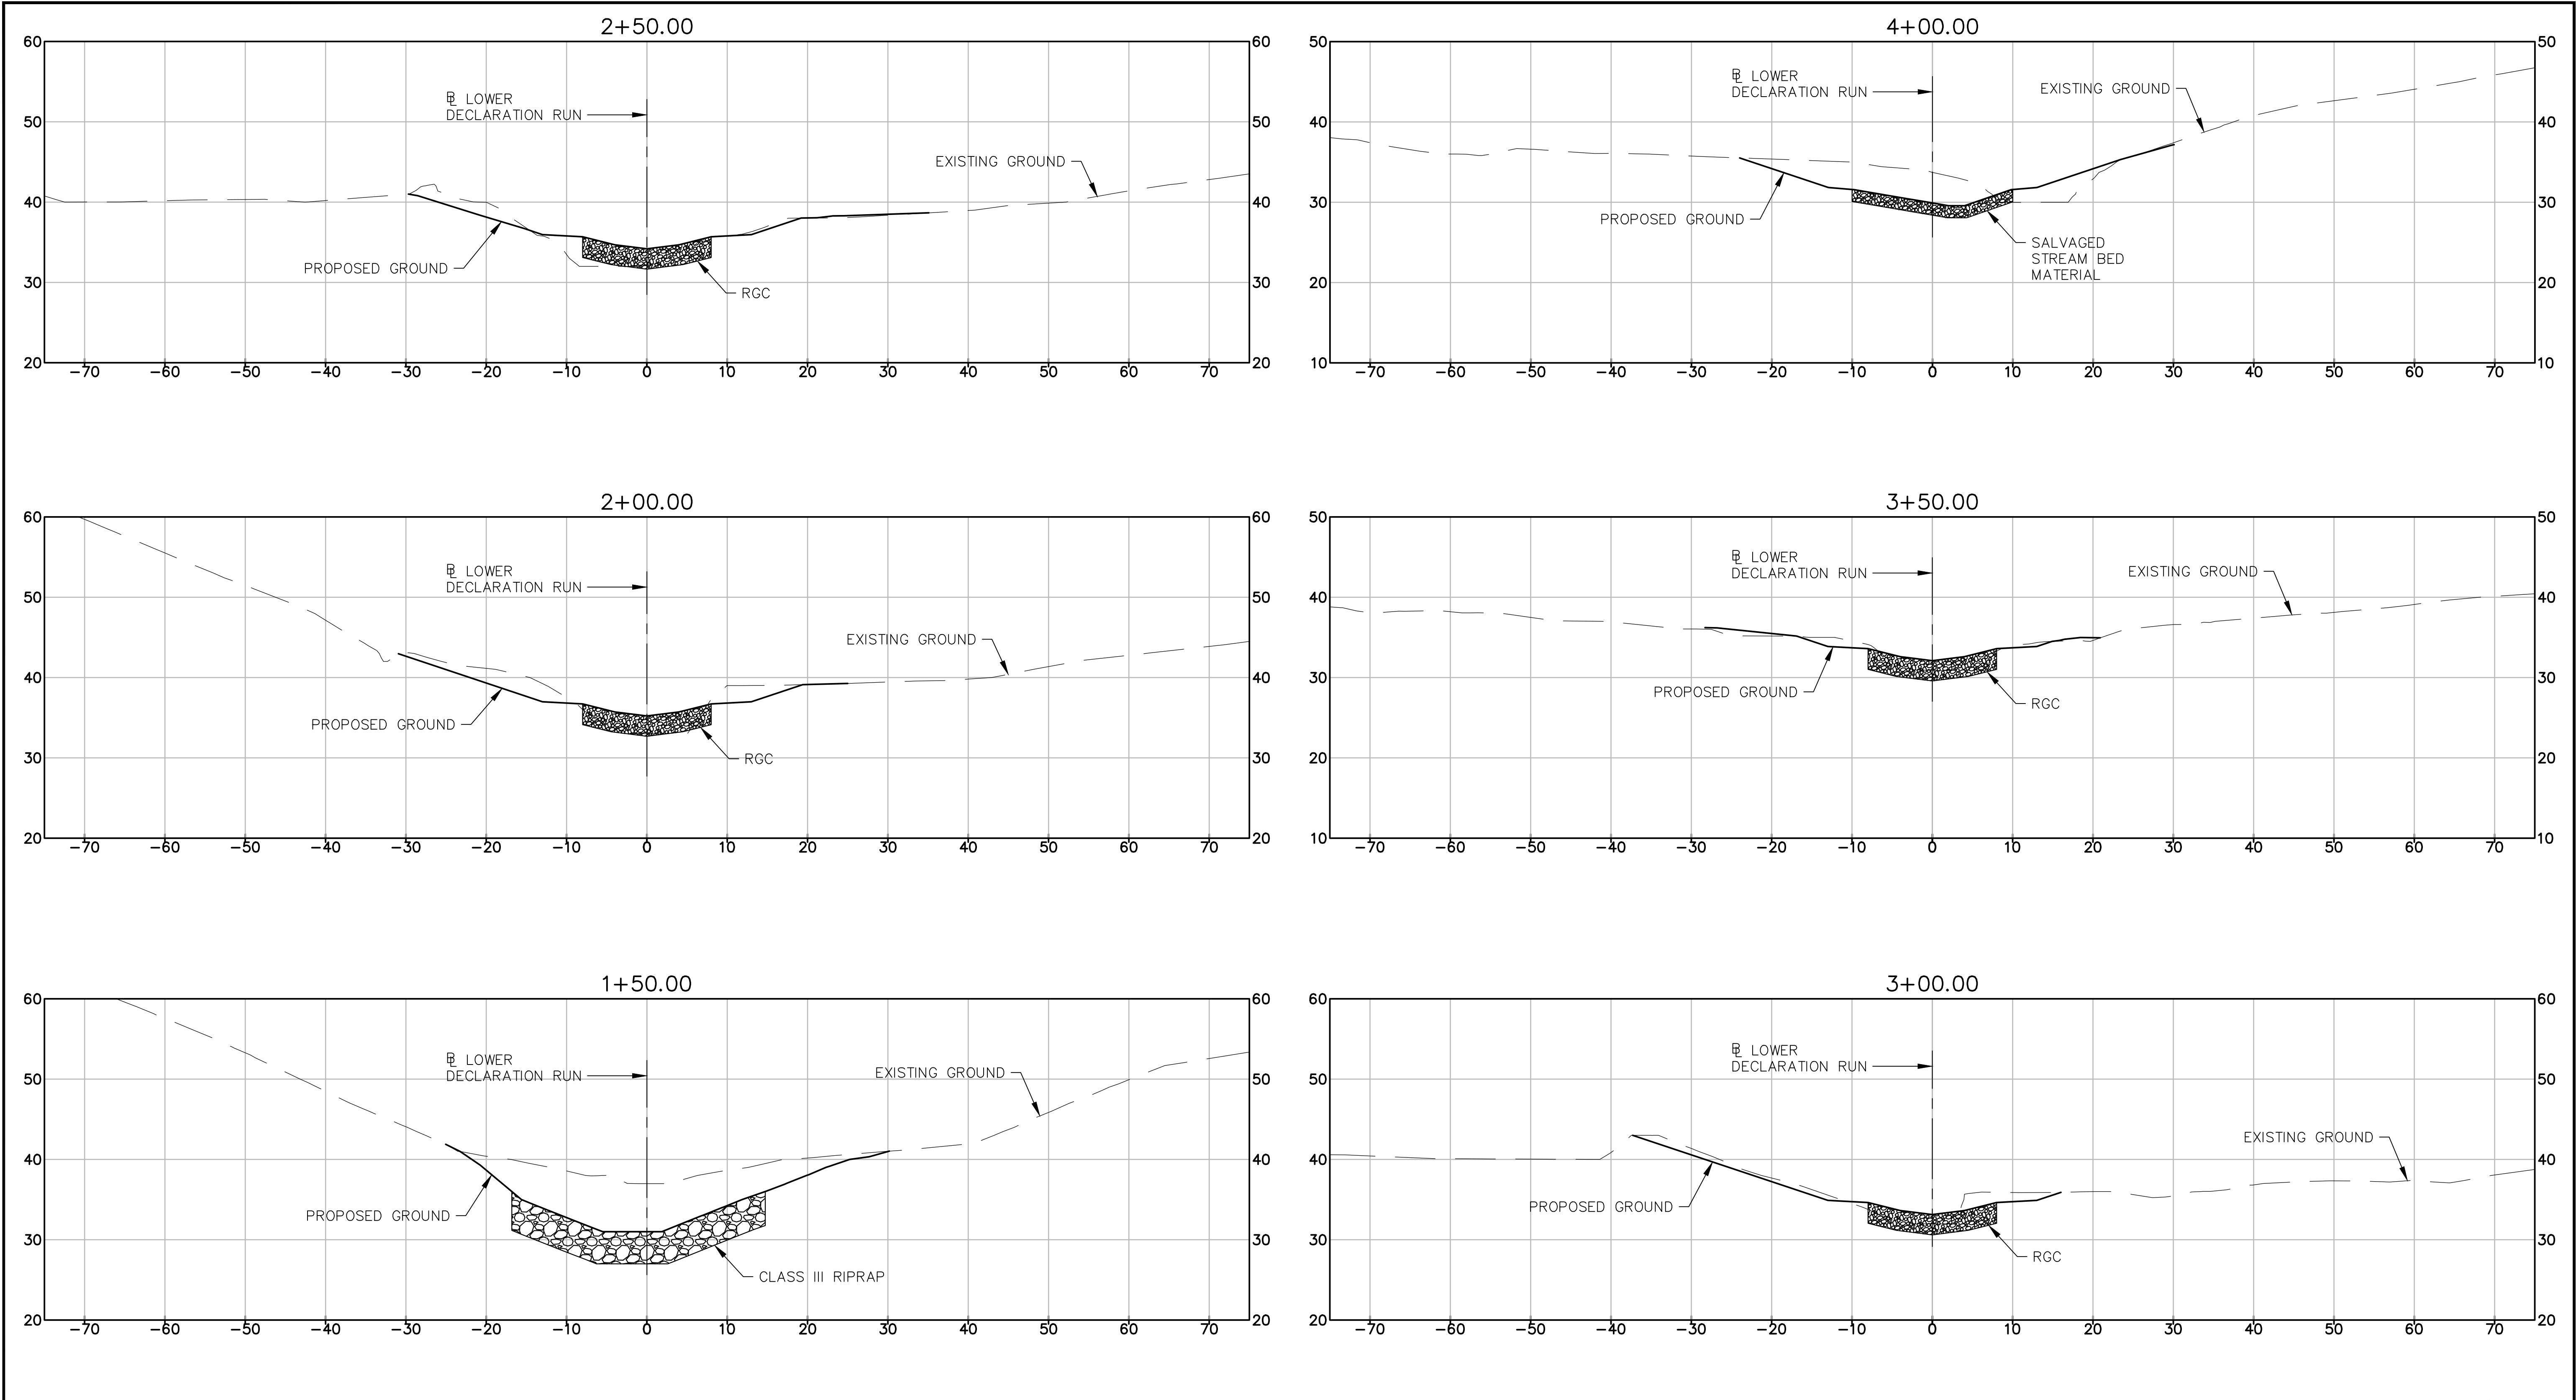 2+50.00
60 60
50 50
40 40
30 30
20 20
-70 -60 -50 -40 -30 -20 -10 0 10 20 30 40 50 60 70
BL LOWER
DECLARATION RUN
EXISTING GROUND
PROPOSED GROUND
RGC
2+00.00
60 60
50 50
40 40
30 30
20 20
-70 -60 -50 -40 -30 -20 -10 0 10 20 30 40 50 60 70
BL LOWER
DECLARATION RUN
EXISTING GROUND
PROPOSED GROUND
RGC
1+50.00
60 60
50 50
40 40
30 30
20 20
-70 -60 -50 -40 -30 -20 -10 0 10 20 30 40 50 60 70
BL LOWER
DECLARATION RUN
EXISTING GROUND
PROPOSED GROUND
CLASS III RIPRAP
4+00.00
50 50
40 40
30 30
20 20
10 10
-70 -60 -50 -40 -30 -20 -10 0 10 20 30 40 50 60 70
BL LOWER
DECLARATION RUN
EXISTING GROUND
PROPOSED GROUND
SALVAGED
STREAM BED
MATERIAL
3+50.00
50 50
40 40
30 30
20 20
10 10
-70 -60 -50 -40 -30 -20 -10 0 10 20 30 40 50 60 70
BL LOWER
DECLARATION RUN
EXISTING GROUND
PROPOSED GROUND
RGC
3+00.00
60 60
50 50
40 40
30 30
20 20
-70 -60 -50 -40 -30 -20 -10 0 10 20 30 40 50 60 70
BL LOWER
DECLARATION RUN
EXISTING GROUND
PROPOSED GROUND
RGC